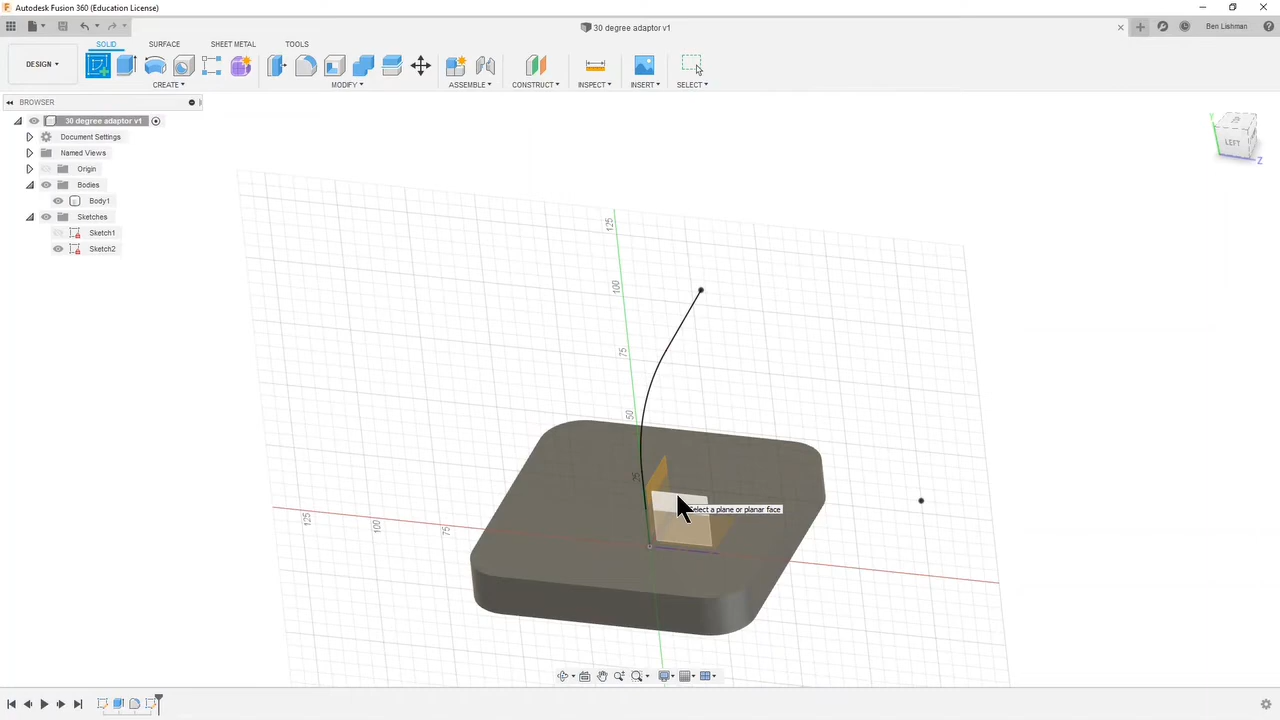 Autodesk Fusion 360 (Education License)
30 degree adaptor v1
Ben Lishman
SOLID SURFACE SHEET METAL TOOLS
DESIGN
CREATE MODIFY ASSEMBLE CONSTRUCT INSPECT INSERT SELECT
BROWSER
30 degree adaptor v1
Document Settings
Named Views
Origin
Bodies
Body1
Sketches
Sketch1
Sketch2
LEFT
Y
Z
125
100
75
50
25
125
100
75
Select a plane or planar face